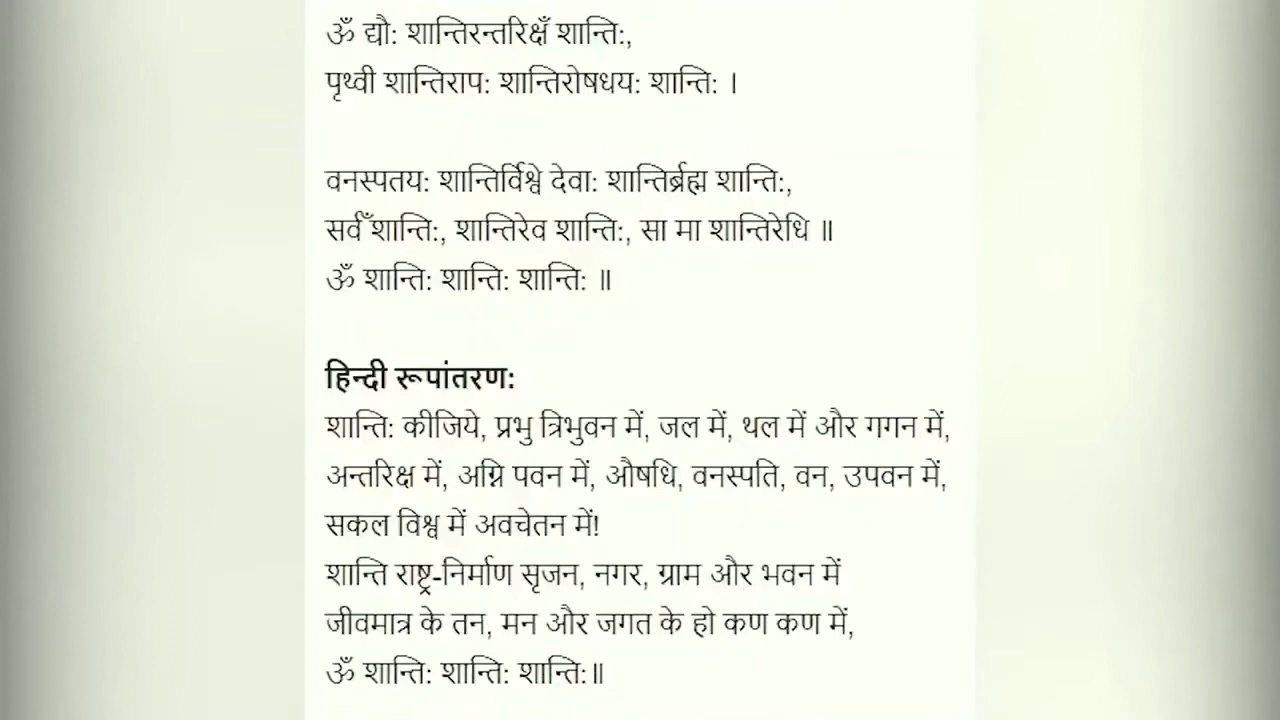 ॐ द्यौ: शान्तिरन्तरिक्षँ शान्ति:,
पृथ्वी शान्तिराप: शान्तिरोषधय: शान्ति: ।
वनस्पतय: शान्तिर्विश्वे देवा: शान्तिर्ब्रह्म शान्ति:,
सर्वँ शान्ति:, शान्तिरेव शान्ति:, सा मा शान्तिरेधि ॥
ॐ शान्ति: शान्ति: शान्ति: ॥
हिन्दी रूपांतरण:
शान्ति: कीजिये, प्रभु त्रिभुवन में, जल में, थल में और गगन में,
अन्तरिक्ष में, अग्नि पवन में, औषधि, वनस्पति, वन, उपवन में,
सकल विश्व में अवचेतन में!
शान्ति राष्ट्र-निर्माण सृजन, नगर, ग्राम और भवन में
जीवमात्र के तन, मन और जगत के हो कण कण में,
ॐ शान्ति: शान्ति: शान्ति:॥